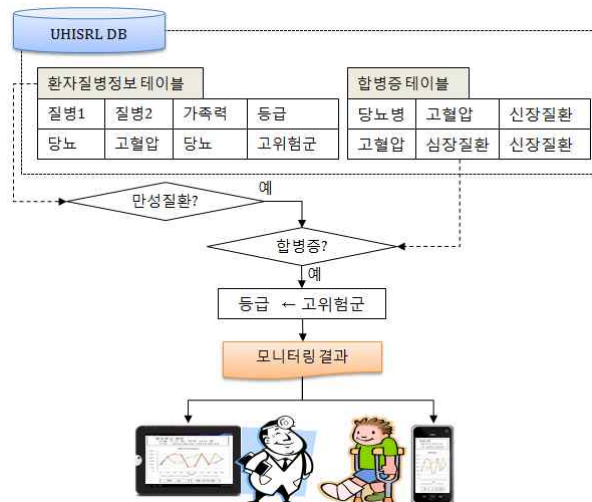 UHISRL DB
환자질병정보 테이블
질병1 질병2 가족력 등급
당뇨 고혈압 당뇨 고위험군
합병증 테이블
당뇨병 고혈압 신장질환
고혈압 심장질환 신장질환
만성질환?
예
합병증?
예
등급 ← 고위험군
모니터링 결과